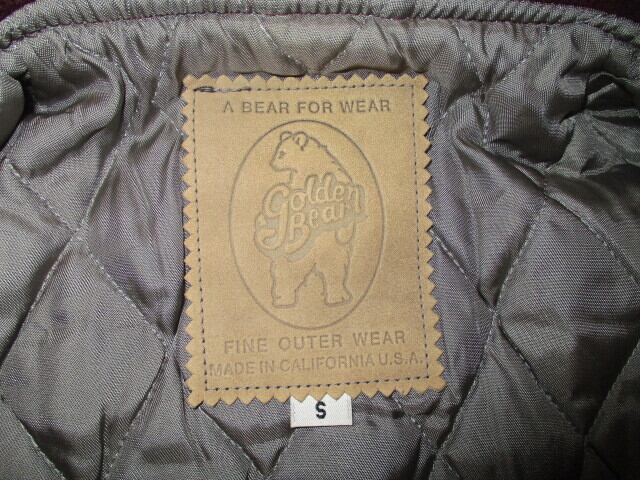 A BEAR FOR WEAR
Golden
Bear
FINE OUTER WEAR
MADE IN CALIFORNIA U.S.A.
S